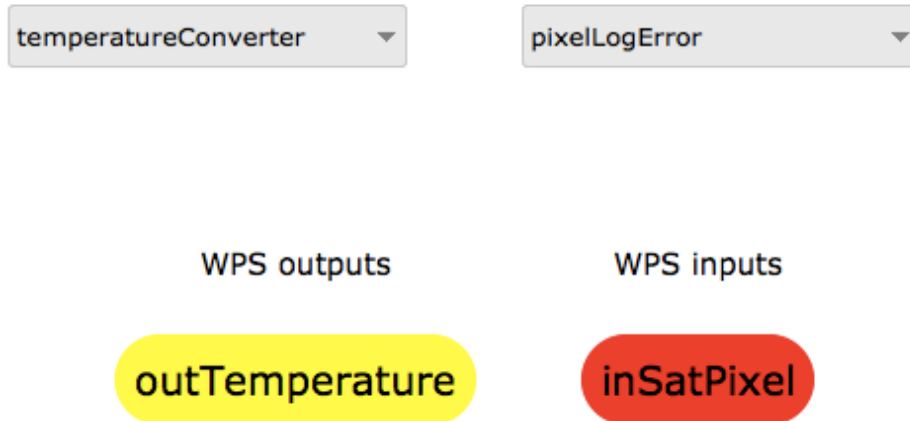 temperatureConverter pixelLogError
WPS outputs WPS inputs
outTemperature inSatPixel